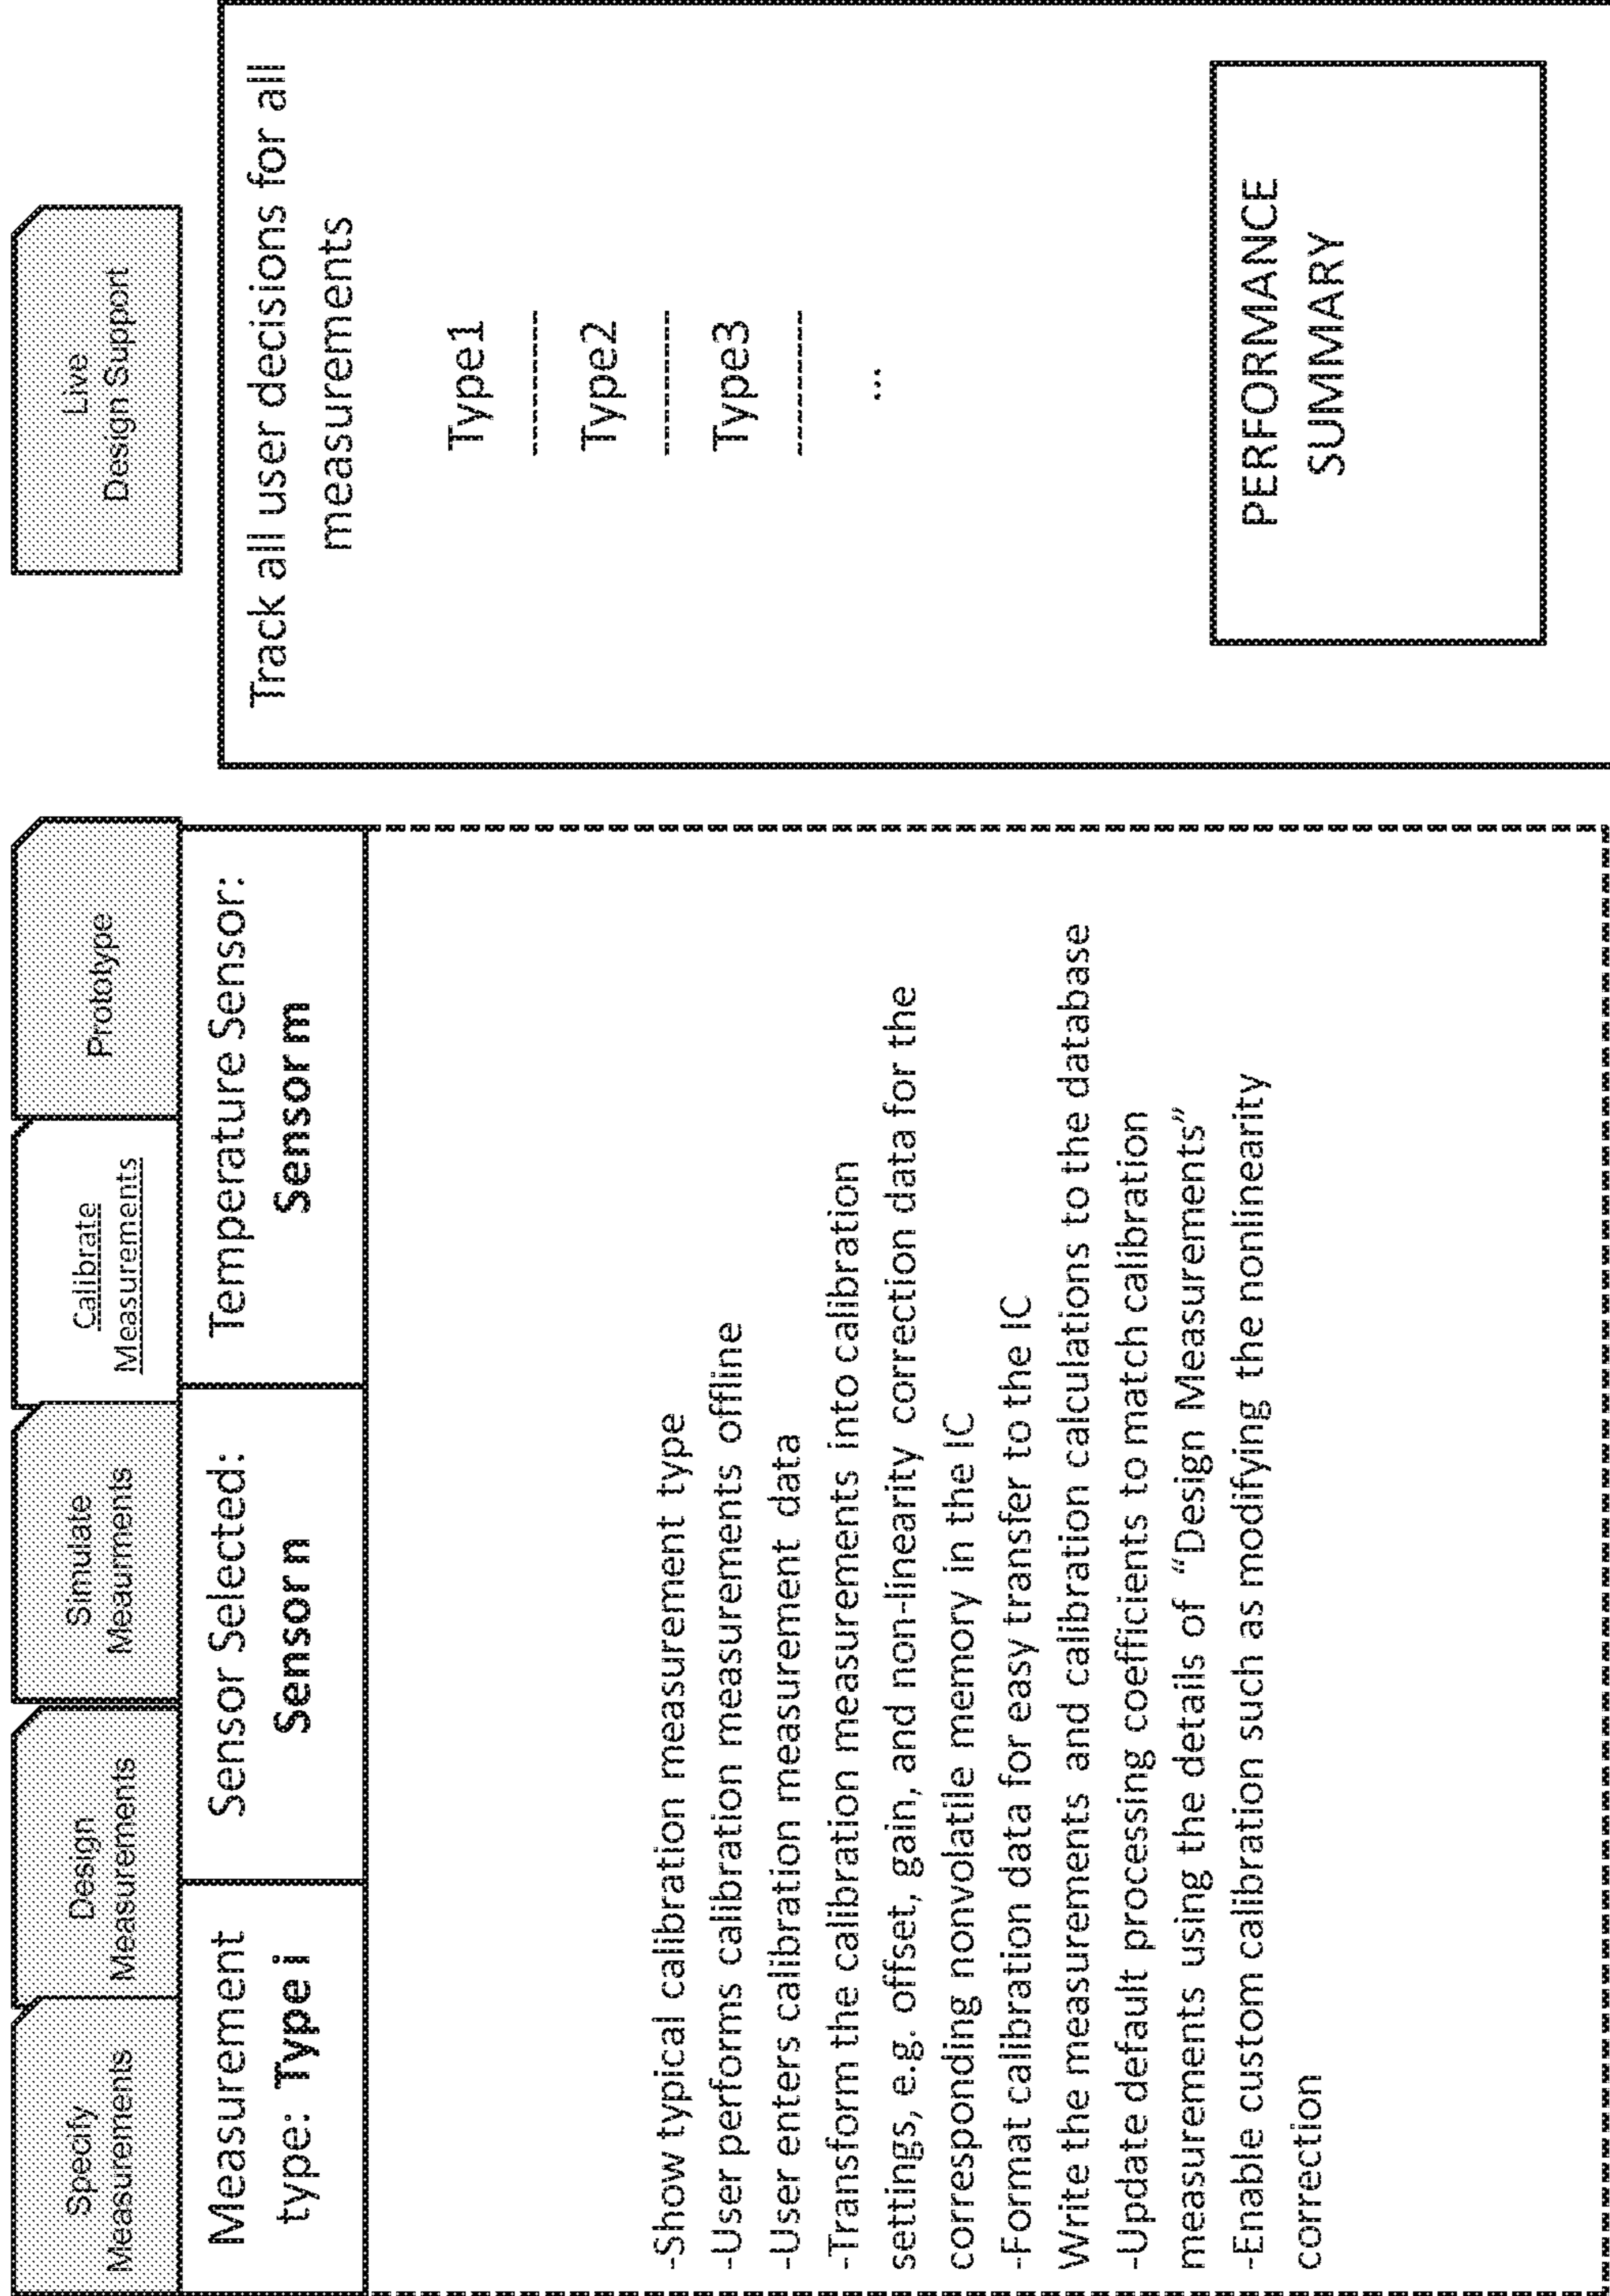 Specify
Measurements
Design
Measurements
Simulate
Meaurments
Calibrate
Measurements
Prototype
Live
Design Support
Measurement
type: Type i
Sensor Selected:
Sensor n
Temperature Sensor:
Sensor m
-Show typical calibration measurement type
-User performs calibration measurements offline
-User enters calibration measurement data
-Transform the calibration measurements into calibration
settings, e.g. offset, gain, and non-linearity correction data for the
corresponding nonvolatile memory in the IC
-Format calibration data for easy transfer to the IC
Write the measurements and calibration calculations to the database
-Update default processing coefficients to match calibration
measurements using the details of “Design Measurements”
-Enable custom calibration such as modifying the nonlinearity
correction
Track all user decisions for all
measurements
Type1
---------
Type2
---------
Type3
---------
...
PERFORMANCE
SUMMARY